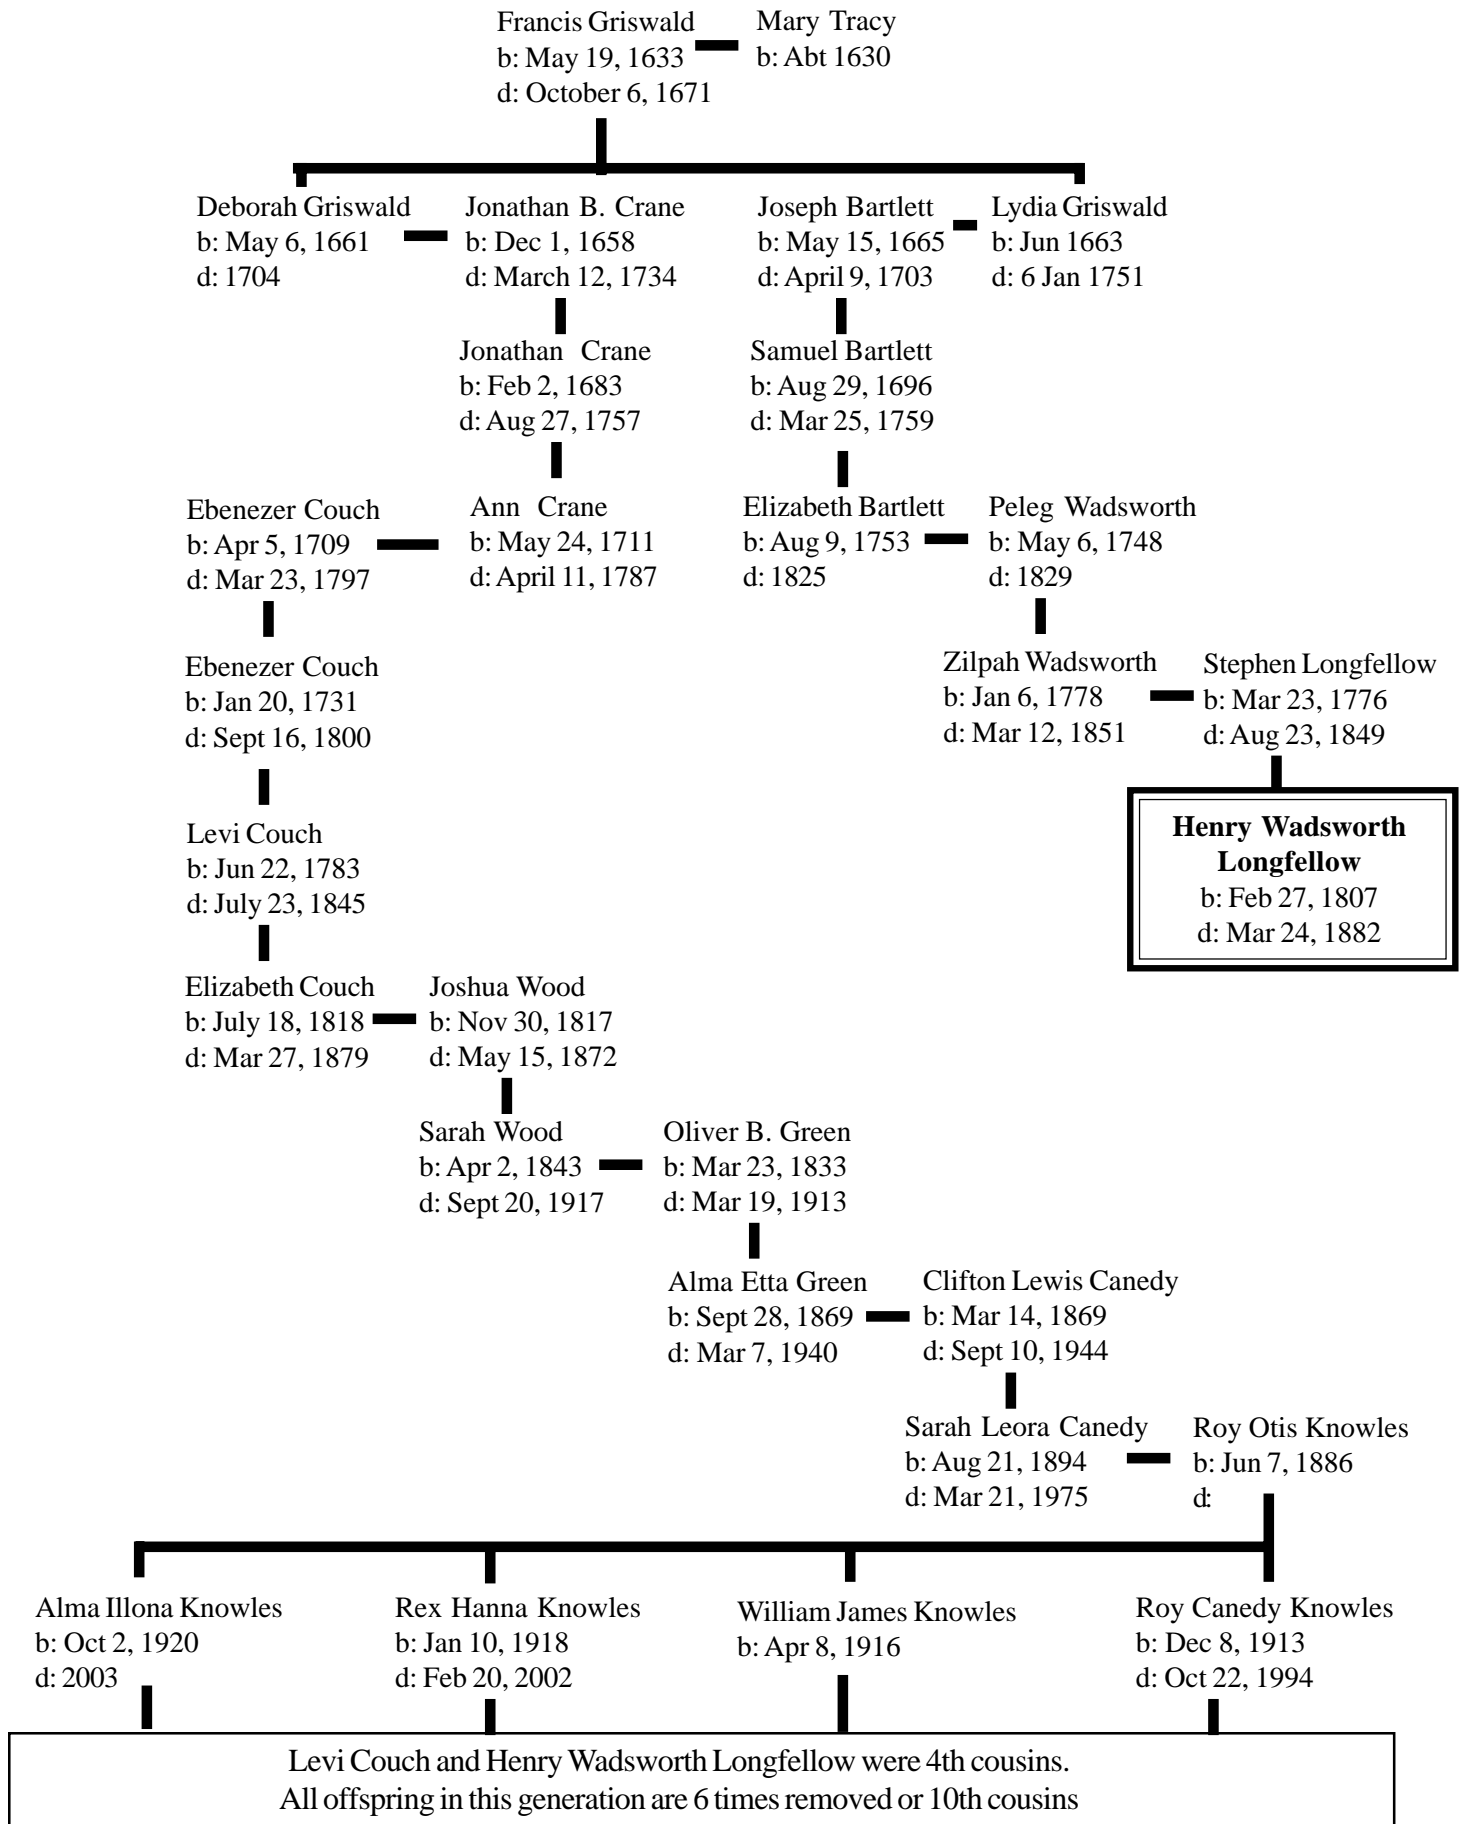 Francis Griswald
b: May 19, 1633
d: October 6, 1671
Mary Tracy
b: Abt 1630
Deborah Griswald
b: May 6, 1661
d: 1704
Jonathan B. Crane
b: Dec 1, 1658
d: March 12, 1734
Joseph Bartlett
b: May 15, 1665
d: April 9, 1703
Lydia Griswald
b: Jun 1663
d: 6 Jan 1751
Jonathan Crane
b: Feb 2, 1683
d: Aug 27, 1757
Samuel Bartlett
b: Aug 29, 1696
d: Mar 25, 1759
Ebenezer Couch
b: Apr 5, 1709
d: Mar 23, 1797
Ann Crane
b: May 24, 1711
d: April 11, 1787
Elizabeth Bartlett
b: Aug 9, 1753
d: 1825
Peleg Wadsworth
b: May 6, 1748
d: 1829
Ebenezer Couch
b: Jan 20, 1731
d: Sept 16, 1800
Zilpah Wadsworth
b: Jan 6, 1778
d: Mar 12, 1851
Stephen Longfellow
b: Mar 23, 1776
d: Aug 23, 1849
Levi Couch
b: Jun 22, 1783
d: July 23, 1845
Henry Wadsworth
Longfellow
b: Feb 27, 1807
d: Mar 24, 1882
Elizabeth Couch
b: July 18, 1818
d: Mar 27, 1879
Joshua Wood
b: Nov 30, 1817
d: May 15, 1872
Sarah Wood
b: Apr 2, 1843
d: Sept 20, 1917
Oliver B. Green
b: Mar 23, 1833
d: Mar 19, 1913
Alma Etta Green
b: Sept 28, 1869
d: Mar 7, 1940
Clifton Lewis Canedy
b: Mar 14, 1869
d: Sept 10, 1944
Sarah Leora Canedy
b: Aug 21, 1894
d: Mar 21, 1975
Roy Otis Knowles
b: Jun 7, 1886
d:
Alma Illona Knowles
b: Oct 2, 1920
d: 2003
Rex Hanna Knowles
b: Jan 10, 1918
d: Feb 20, 2002
William James Knowles
b: Apr 8, 1916
Roy Canedy Knowles
b: Dec 8, 1913
d: Oct 22, 1994
Levi Couch and Henry Wadsworth Longfellow were 4th cousins.
All offspring in this generation are 6 times removed or 10th cousins